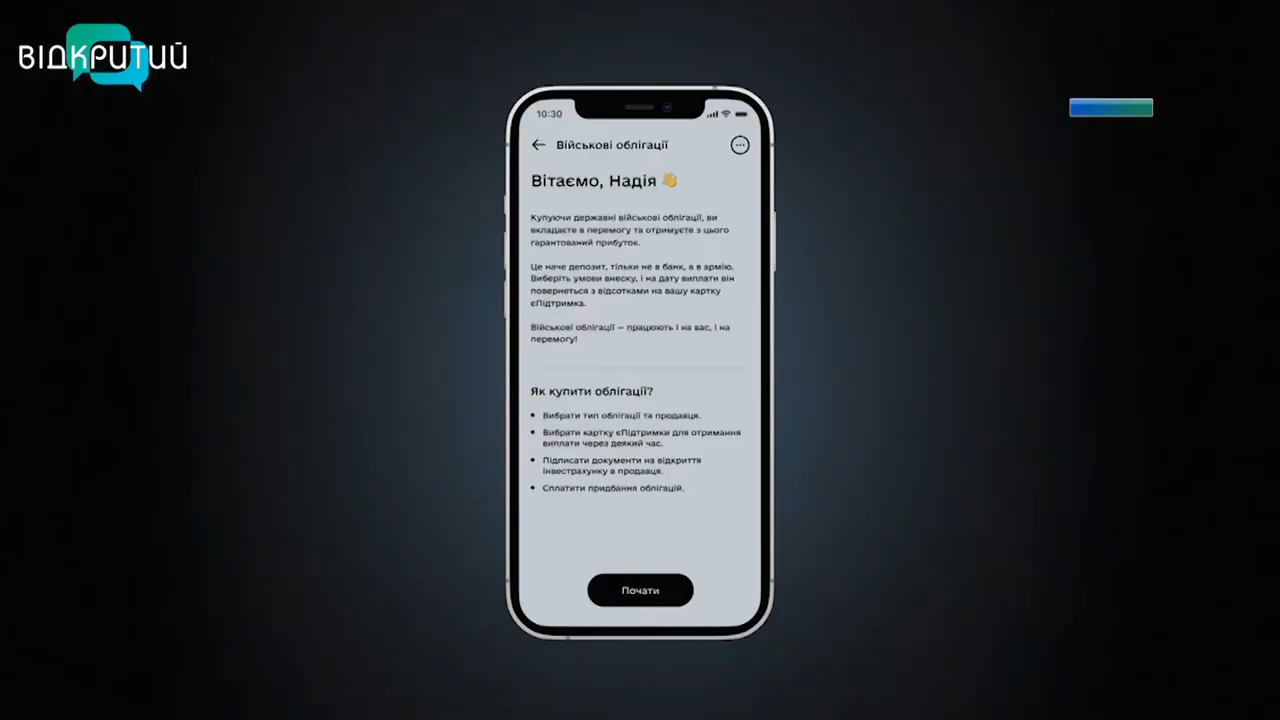 ВІДКРИТИЙ
10:30
Військові облігації
Вітаємо, Надія 👋
Купуючи державні військові облігації, ви
вкладаєте в перемогу та отримуєте з цього
гарантований прибуток.
Це наче депозит, тільки не в банк, а в армію.
Виберіть умови внеску, і на дату виплати він
повернеться з відсотками на вашу картку
єПідтримка.
Військові облігації — працюють і на вас, і на
перемогу!
Як купити облігації?
• Вибрати тип облігації та продавця.
• Вибрати картку єПідтримки для отримання
виплати через деякий час.
• Підписати документи на відкриття
інвестрахунку в продавця.
• Сплатити придбання облігацій.
Почати